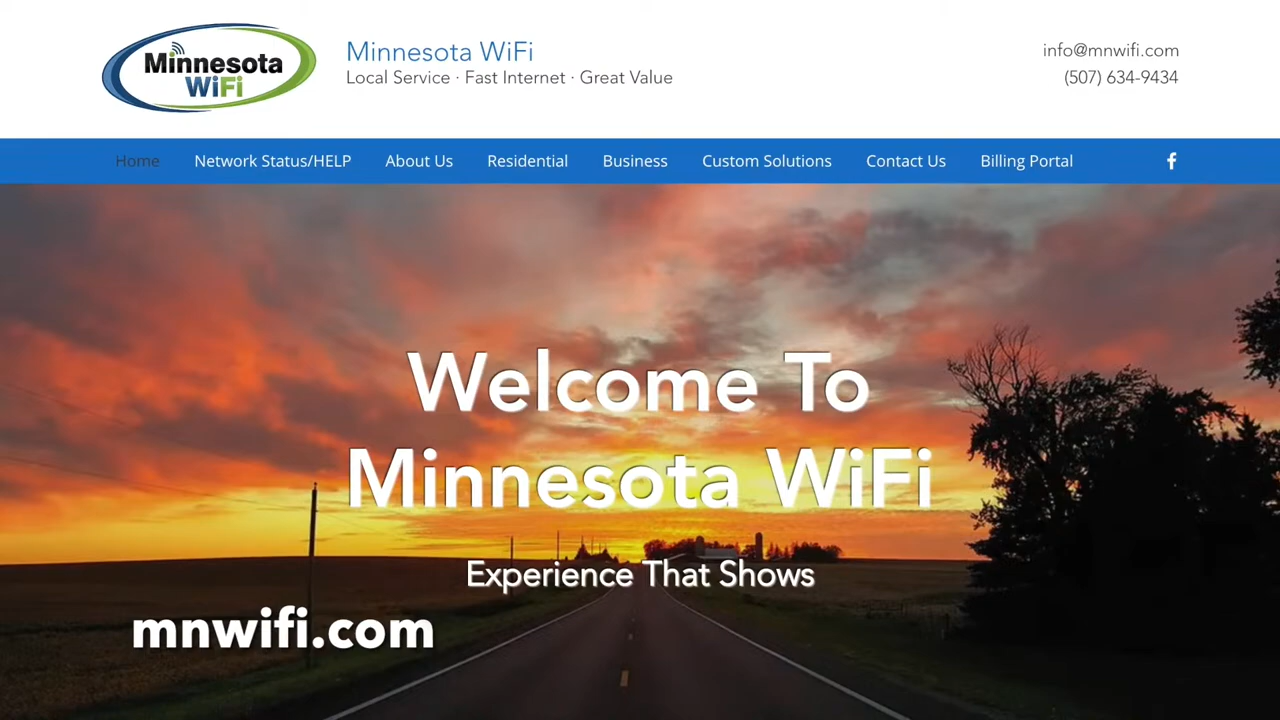 Minnesota
WiFi
Minnesota WiFi
Local Service · Fast Internet · Great Value
info@mnwifi.com
(507) 634-9434
Home Network Status/HELP About Us Residential Business Custom Solutions Contact Us Billing Portal f
Welcome To
Minnesota WiFi
Experience That Shows
mnwifi.com